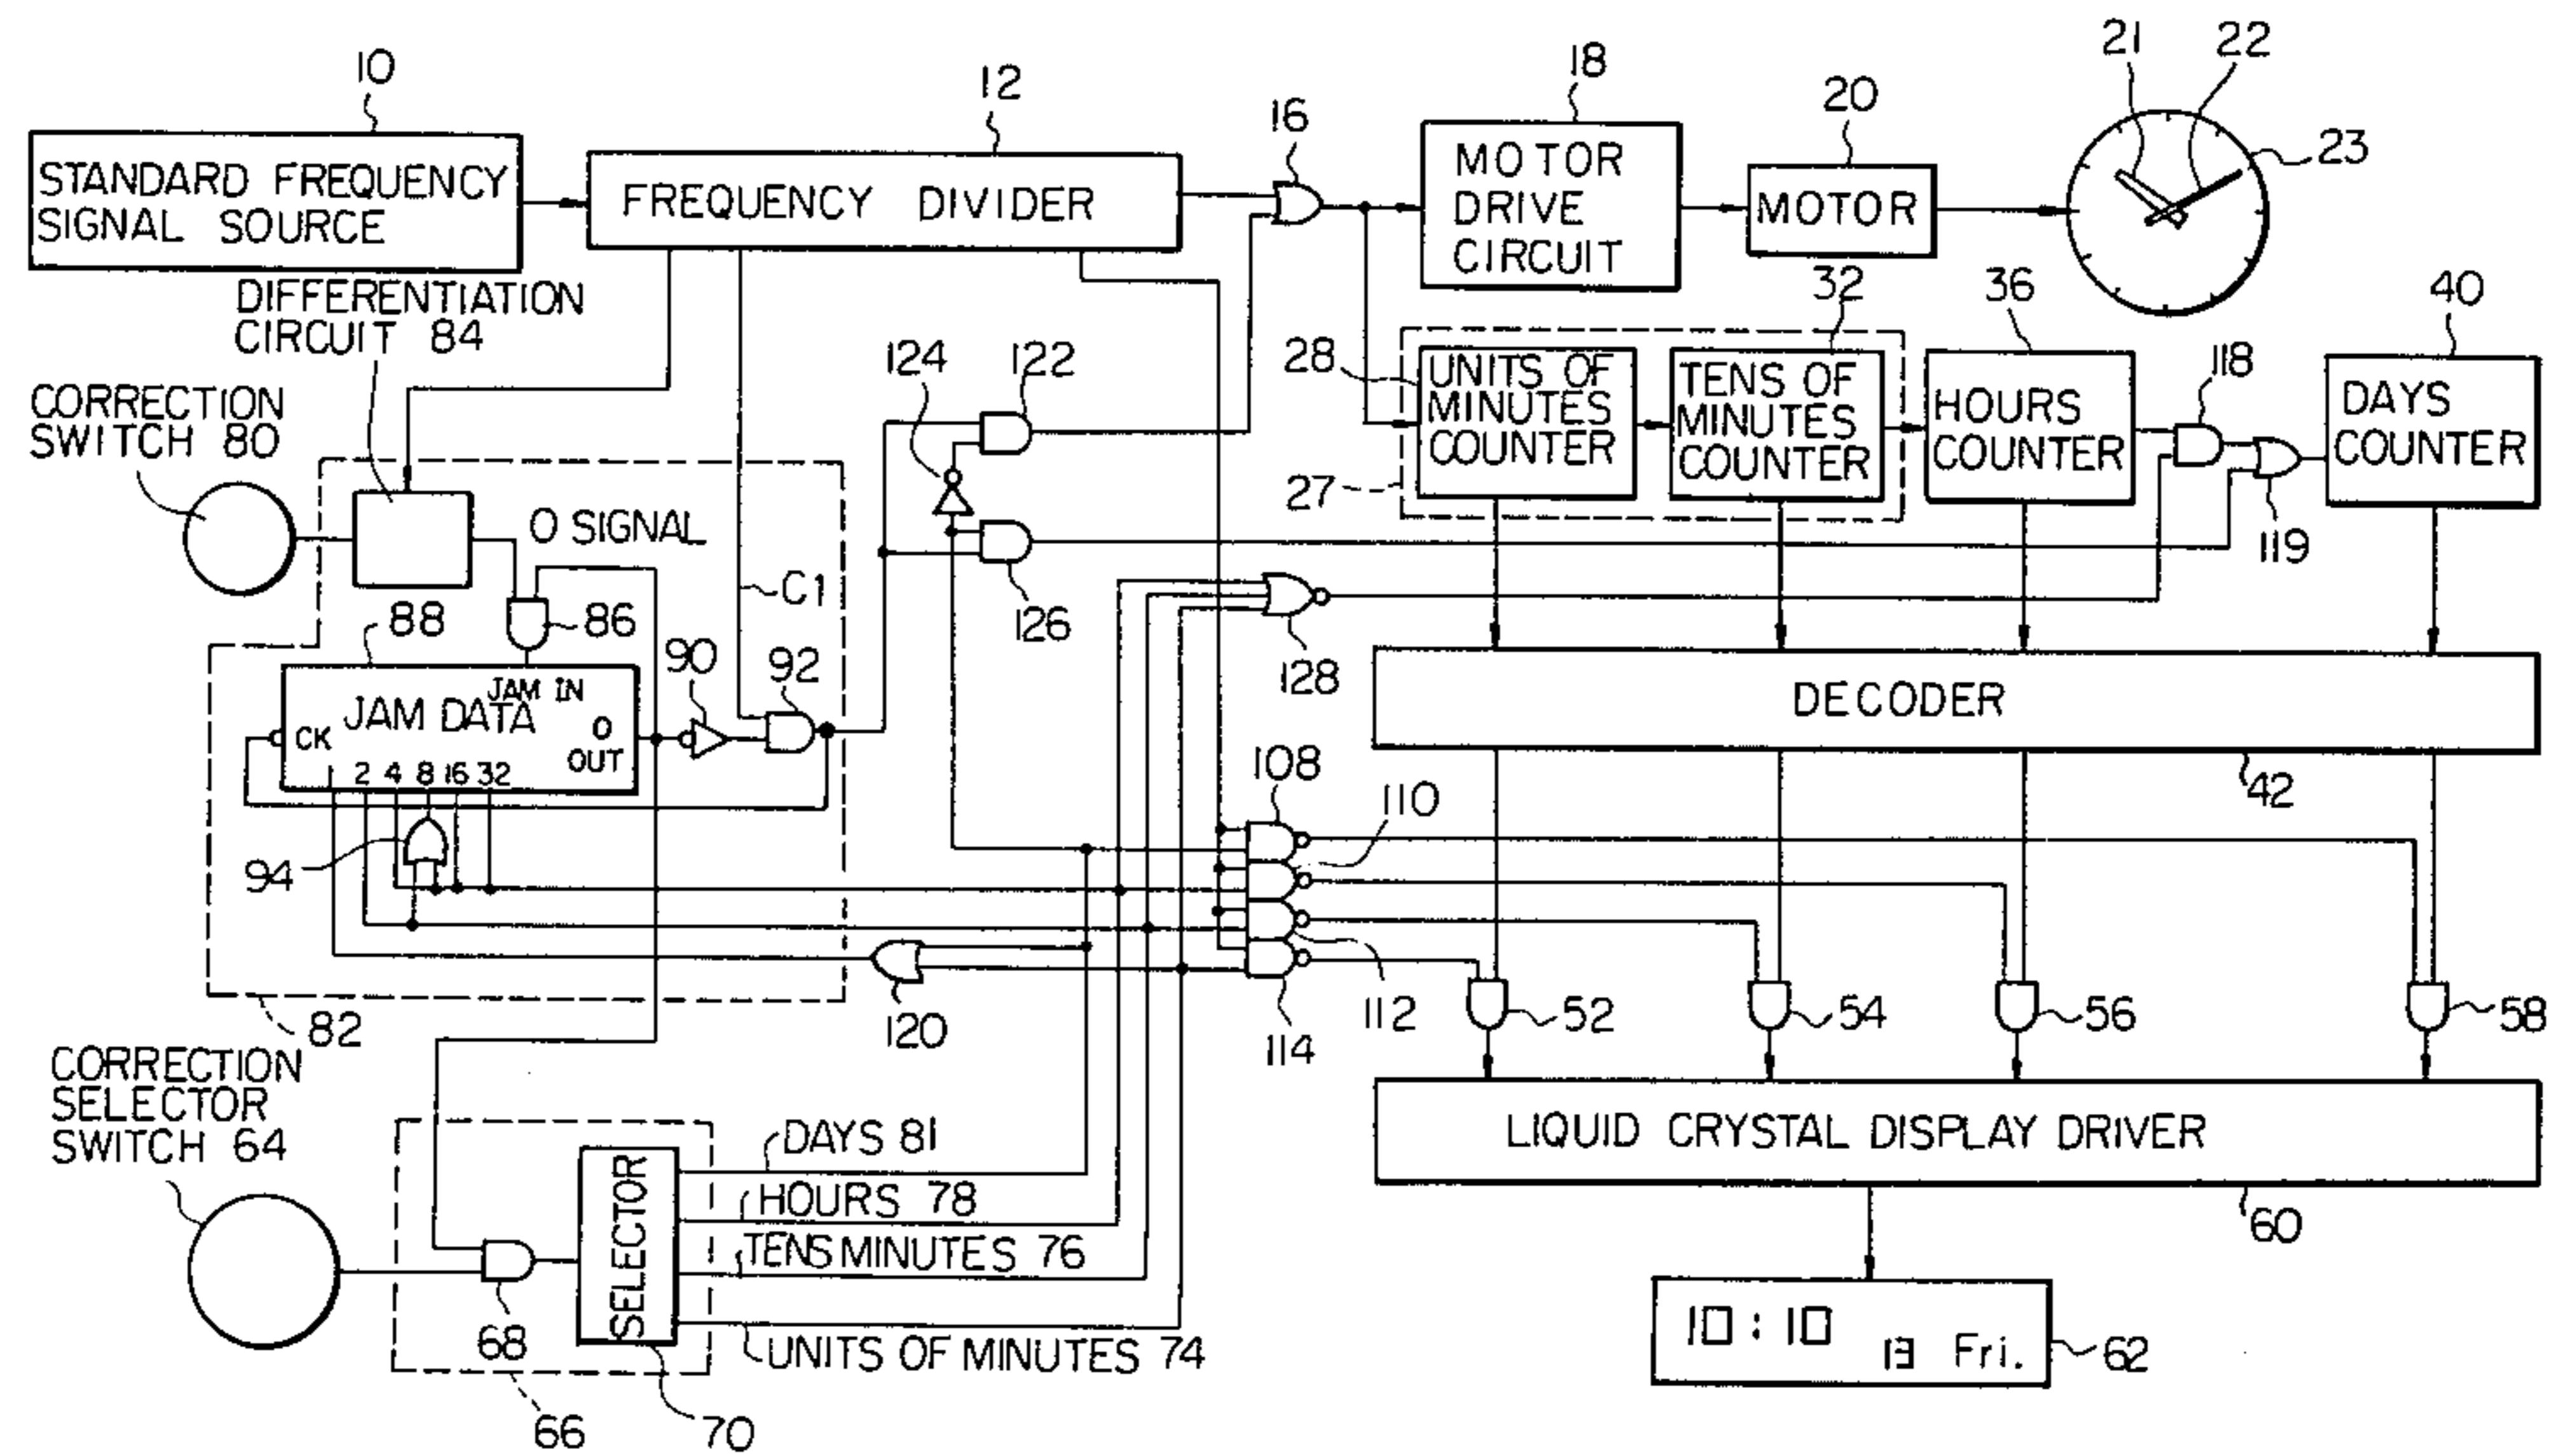 10
12
16
18
20
21
22
23
STANDARD FREQUENCY
SIGNAL SOURCE
FREQUENCY DIVIDER
MOTOR
DRIVE
CIRCUIT
MOTOR
DIFFERENTIATION
CIRCUIT 84
CORRECTION
SWITCH 80
124
122
28
32
36
118
40
UNITS OF
MINUTES
COUNTER
TENS OF
MINUTES
COUNTER
HOURS
COUNTER
DAYS
COUNTER
27
119
O SIGNAL
C1
126
128
88
86
90
92
JAM IN
JAM DATA
CK
O
OUT
1 2 4 8 16 32
DECODER
42
94
108
110
112
114
120
82
52
54
56
58
CORRECTION
SELECTOR
SWITCH 64
LIQUID CRYSTAL DISPLAY DRIVER
60
SELECTOR
DAYS 81
HOURS 78
TENS MINUTES 76
UNITS OF MINUTES 74
68
66
70
10:10
13 Fri.
62